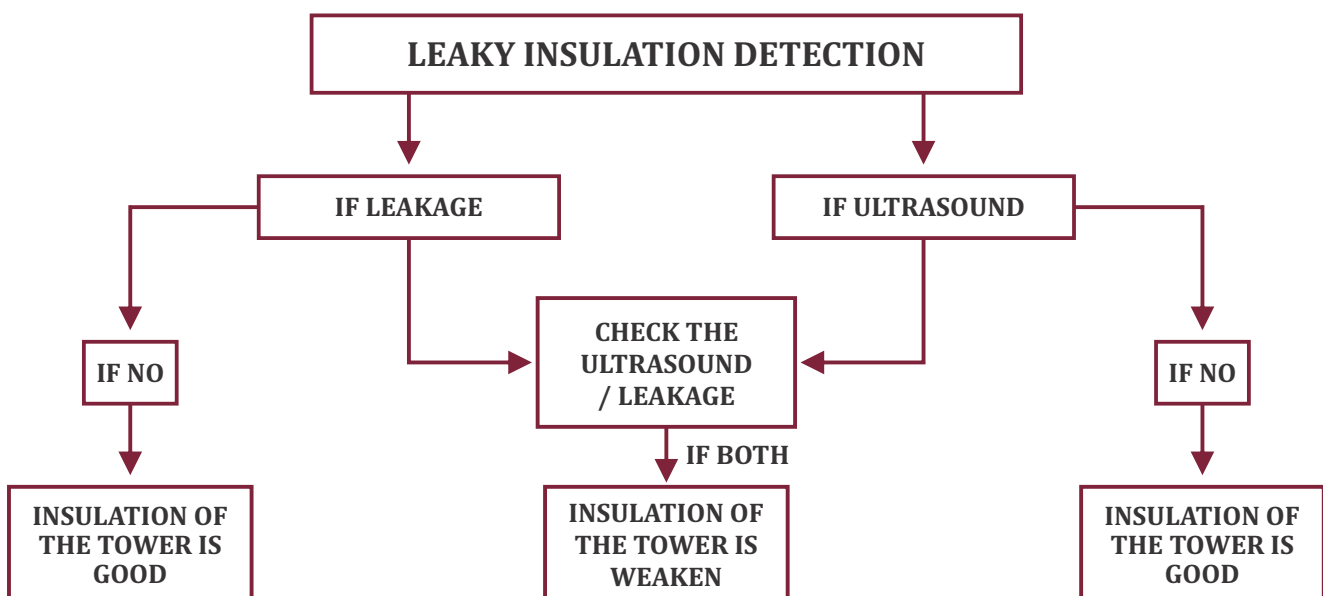 LEAKY INSULATION DETECTION
IF LEAKAGE
IF ULTRASOUND
CHECK THE
ULTRASOUND
/ LEAKAGE
IF NO
IF NO
IF BOTH
INSULATION OF
THE TOWER IS
GOOD
INSULATION OF
THE TOWER IS
WEAKEN
INSULATION OF
THE TOWER IS
GOOD